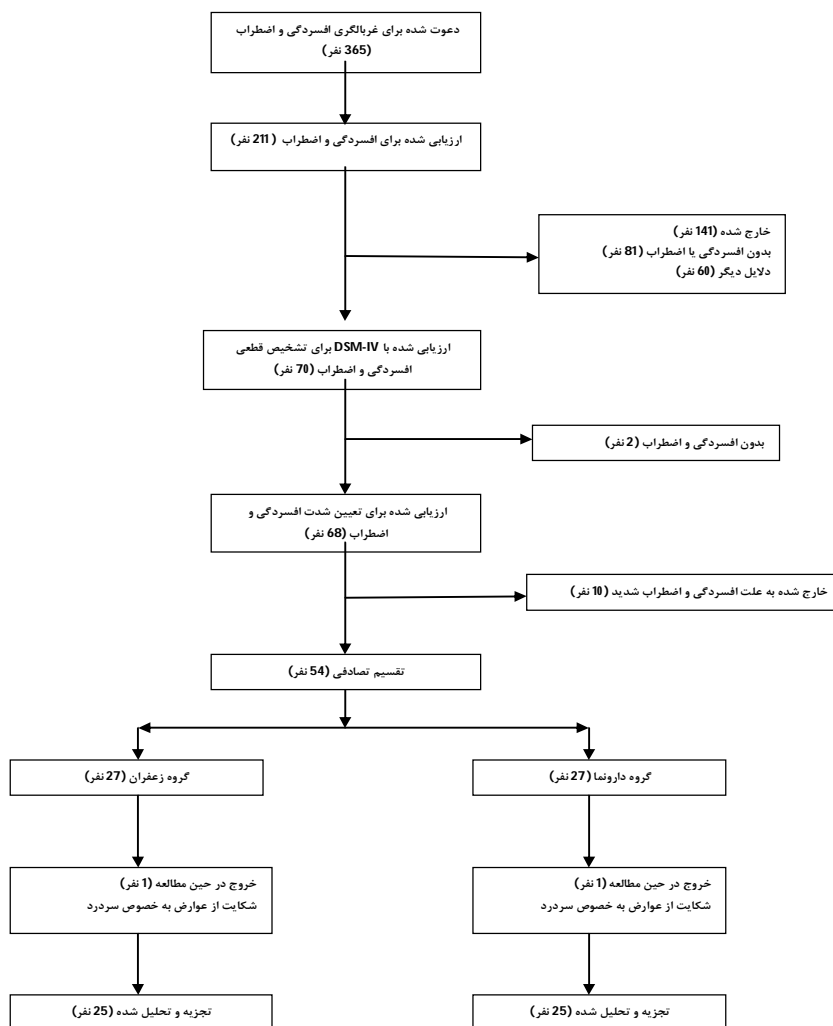 دعوت شده برای غربالگری افسردگی و اضطراب
(365 نفر)
ارزیابی شده برای افسردگی و اضطراب (211 نفر)
خارج شده (141 نفر)
بدون افسردگی یا اضطراب (81 نفر)
دلایل دیگر (60 نفر)
ارزیابی شده با DSM-IV برای تشخیص قطعی
افسردگی و اضطراب (70 نفر)
بدون افسردگی و اضطراب (2 نفر)
ارزیابی شده برای تعیین شدت افسردگی و
اضطراب (68 نفر)
خارج شده به علت افسردگی و اضطراب شدید (10 نفر)
تقسیم تصادفی (54 نفر)
گروه دارونما (27 نفر)
گروه زعفران (27 نفر)
خروج در حین مطالعه (1 نفر)
شکایت از عوارض به خصوص سردرد
خروج در حین مطالعه (1 نفر)
شکایت از عوارض به خصوص سردرد
تجزیه و تحلیل شده (25 نفر)
تجزیه و تحلیل شده (25 نفر)